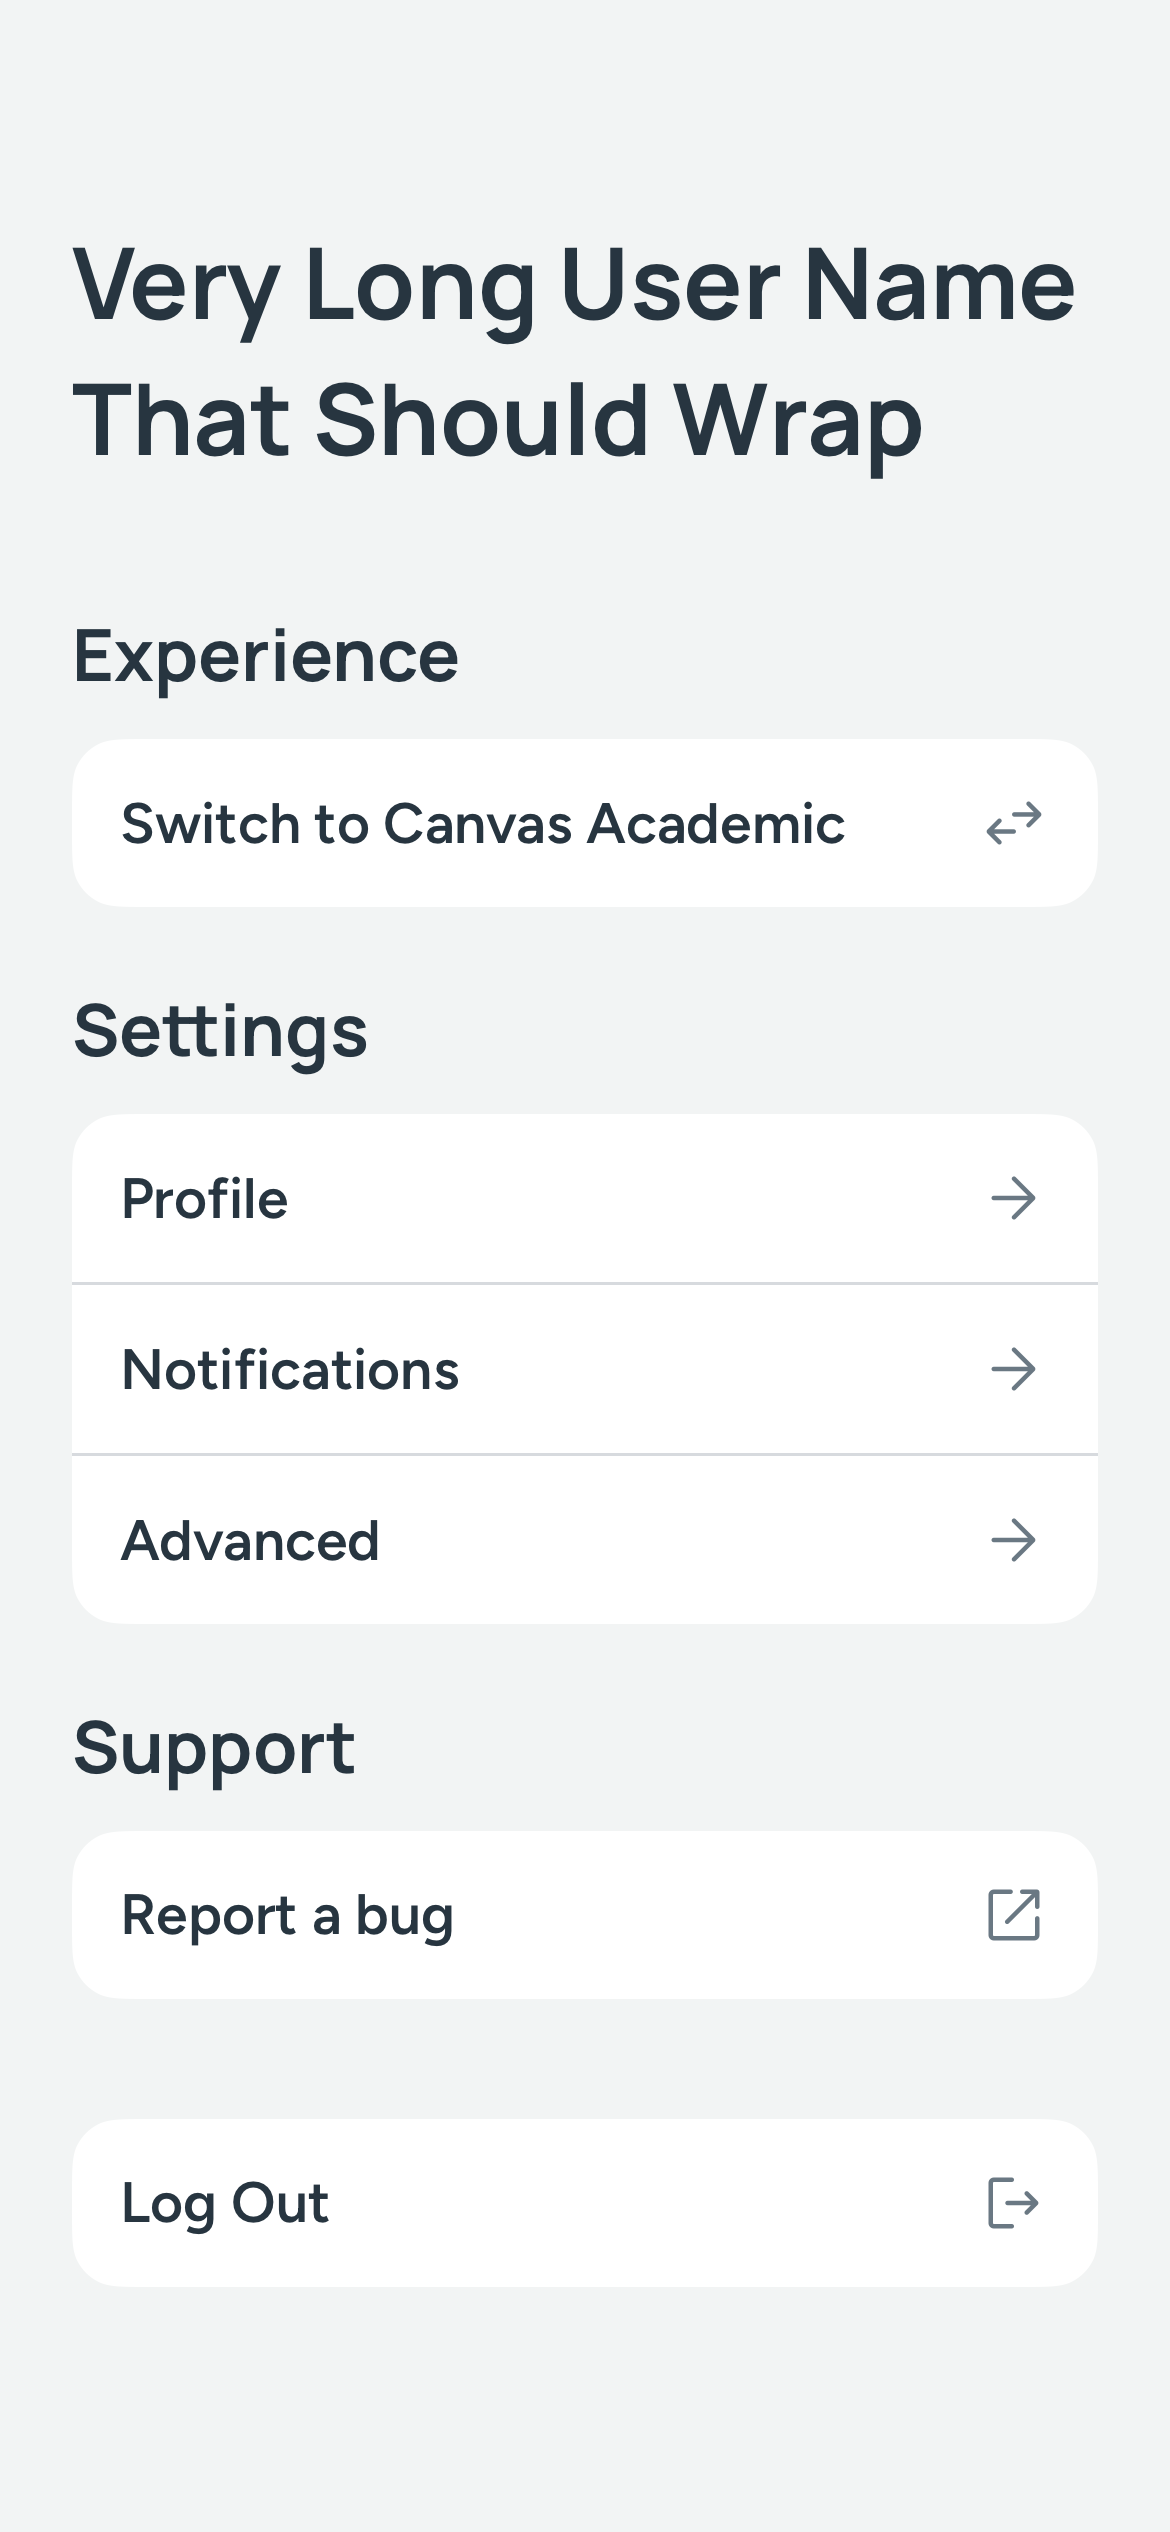 Very Long User Name
That Should Wrap
Experience
Switch to Canvas Academic
Settings
Profile
Notifications
Advanced
Support
Report a bug
Log Out